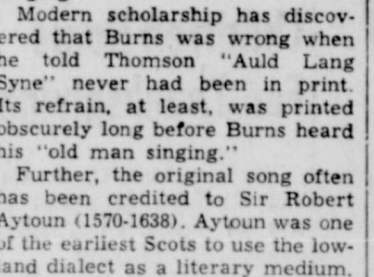 Modern scholarship has discov-
ered that Burns was wrong when
he told Thomson "Auld Lang
Syne" never had been in print.
Its refrain, at least, was printed
obscurely long before Burns heard
his "old man singing."
Further, the original song often
has been credited to Sir Robert
Aytoun (1570-1638). Aytoun was one
of the earliest Scots to use the low-
land dialect as a literary medium.